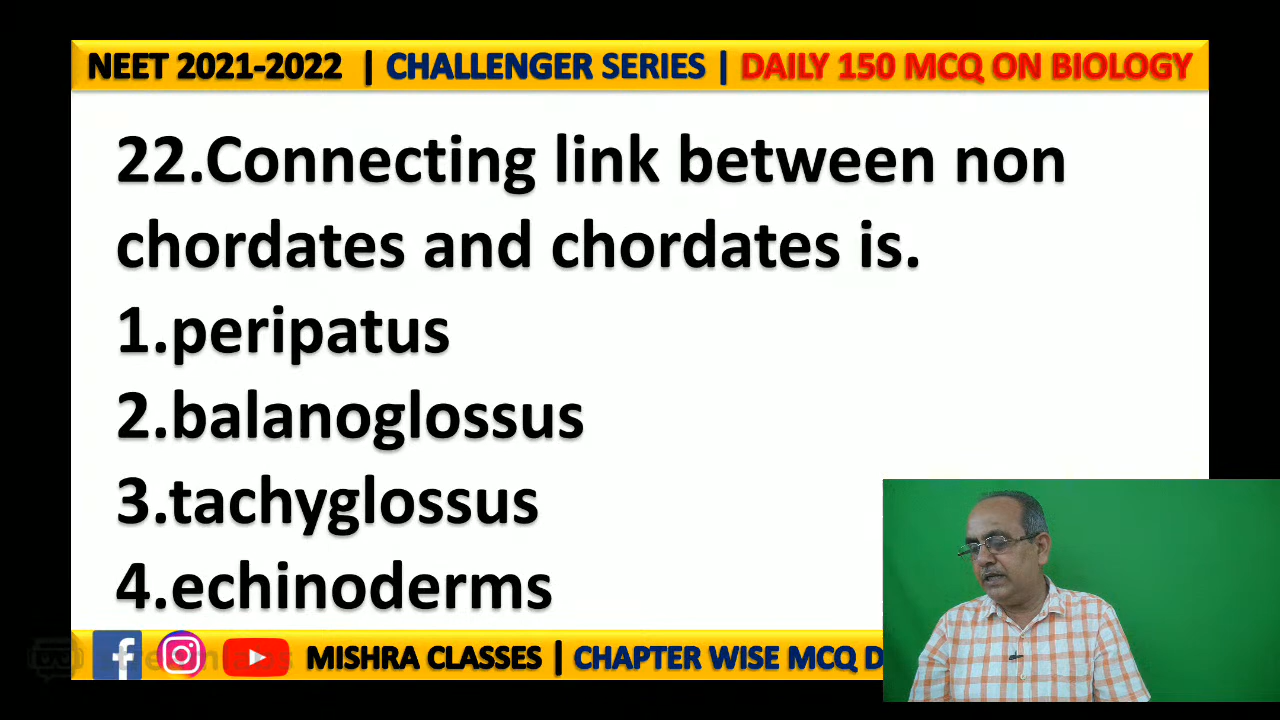 NEET 2021-2022 | CHALLENGER SERIES | DAILY 150 MCQ ON BIOLOGY
22.Connecting link between non
chordates and chordates is.
1.peripatus
2.balanoglossus
3.tachyglossus
4.echinoderms
MISHRA CLASSES | CHAPTER WISE MCQ D